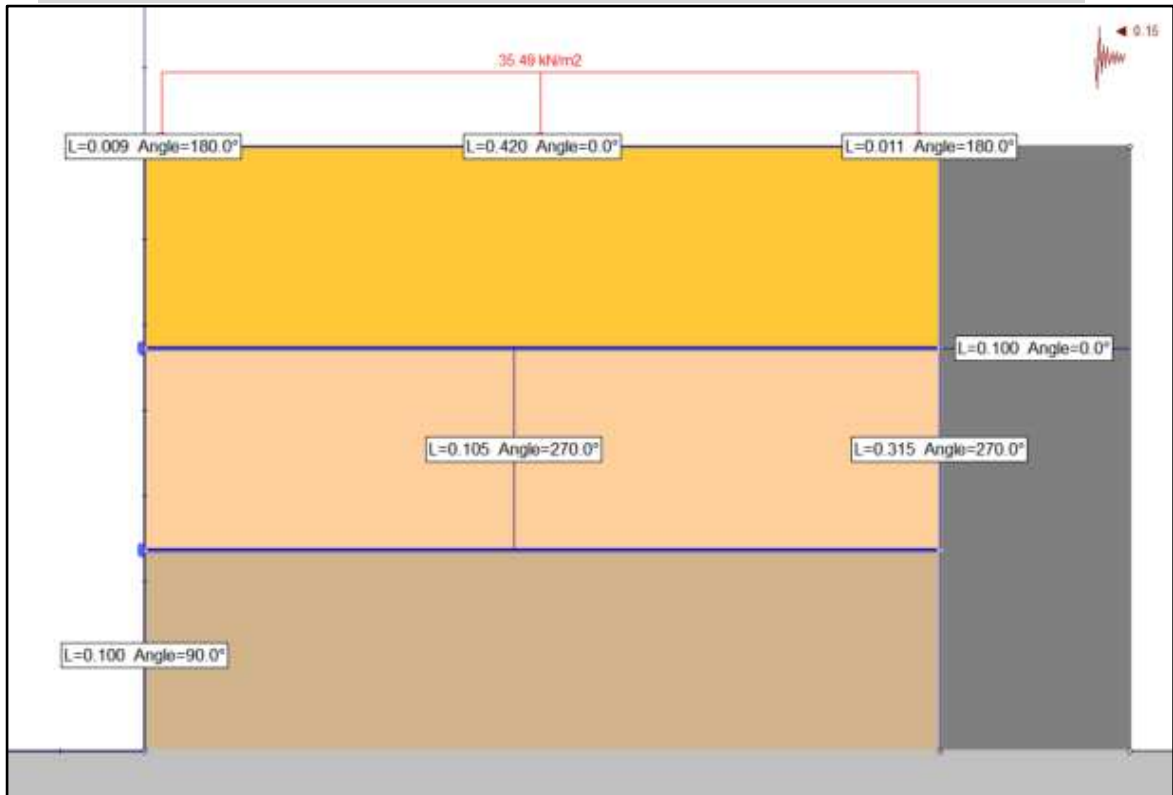 0.15
35.49 kN/m2
L=0.009 Angle=180.0°
L=0.420 Angle=0.0°
L=0.011 Angle=180.0°
L=0.100 Angle=0.0°
L=0.105 Angle=270.0°
L=0.315 Angle=270.0°
L=0.100 Angle=90.0°